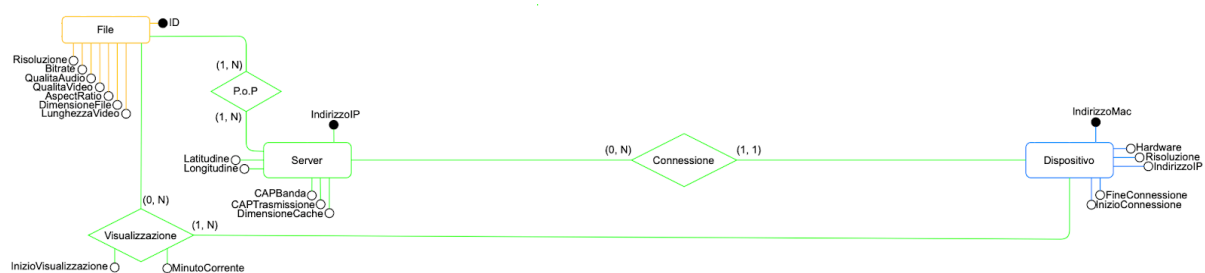 File
ID
Risoluzione
Bitrate
QualitaAudio
QualitaVideo
AspectRatio
DimensioneFile
LunghezzaVideo
(1, N)
P.o.P
(1, N)
IndirizzoIP
Latitudine
Longitudine
Server
CAPBanda
CAPTrasmissione
DimensioneCache
(0, N)
Connessione
(1, 1)
IndirizzoMac
Dispositivo
Hardware
Risoluzione
IndirizzoIP
FineConnessione
InizioConnessione
(0, N)
(1, N)
Visualizzazione
InizioVisualizzazione
MinutoCorrente